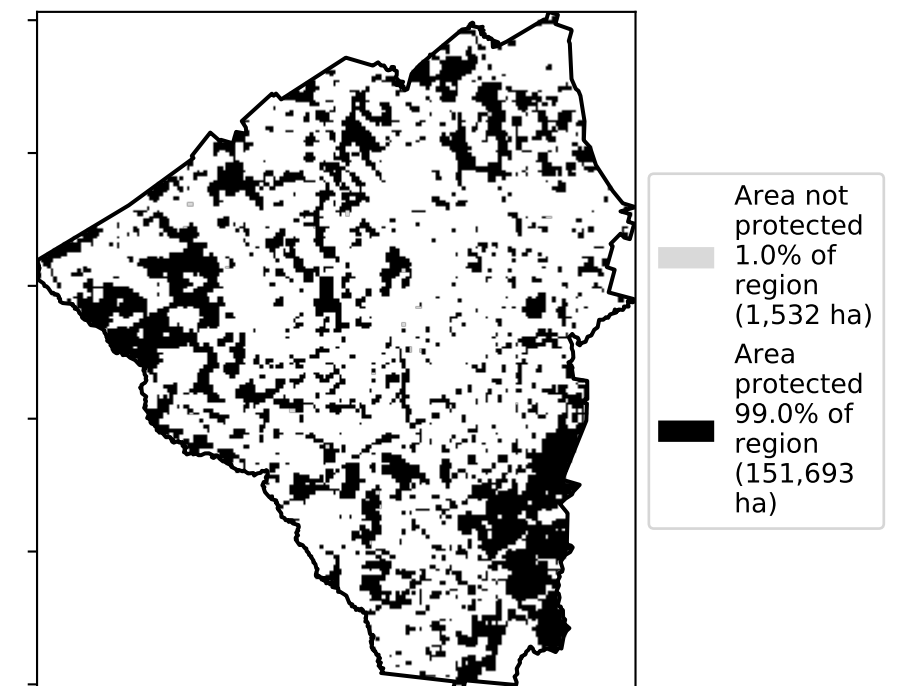 Area not
protected
1.0% of
region
(1,532 ha)
Area
protected
99.0% of
region
(151,693
ha)